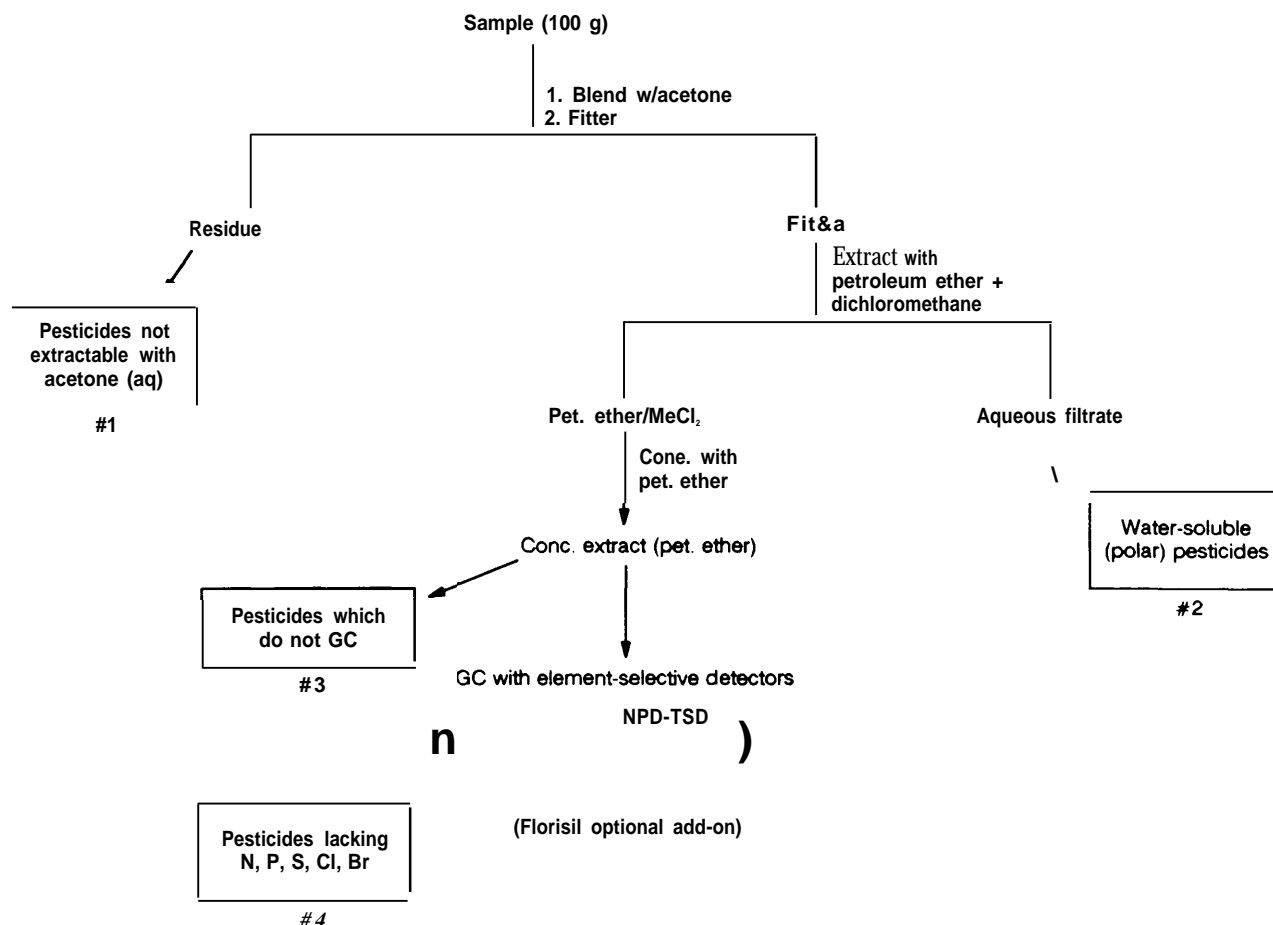 Sample (100 g)
1. Blend w/acetone
2. Fitter
Residue
Fit&a
Extract with
petroleum ether +
dichloromethane
Pesticides not
extractable with
acetone (aq)
#1
Pet. ether/MeCl₂
Aqueous filtrate
Cone. with
pet. ether
\
Water-soluble
(polar) pesticides
#2
Conc. extract (pet. ether)
Pesticides which
do not GC
#3
GC with element-selective detectors
NPD-TSD
n )
(Florisil optional add-on)
Pesticides lacking
N, P, S, Cl, Br
#4